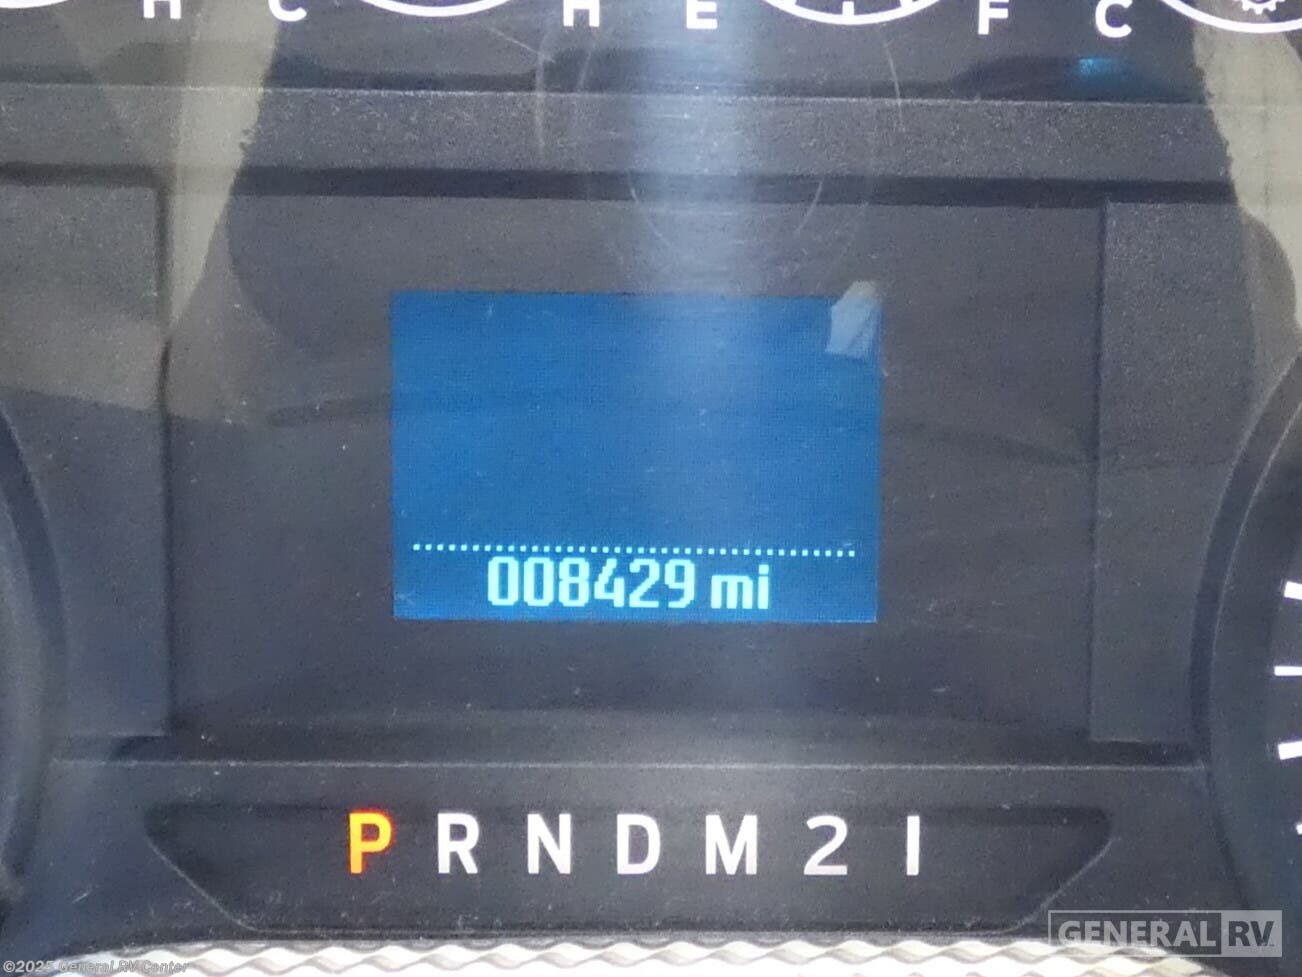 H C H E F C
008429 mi
P R N D M 2 1
GENERAL RV
©2025 General RV Center